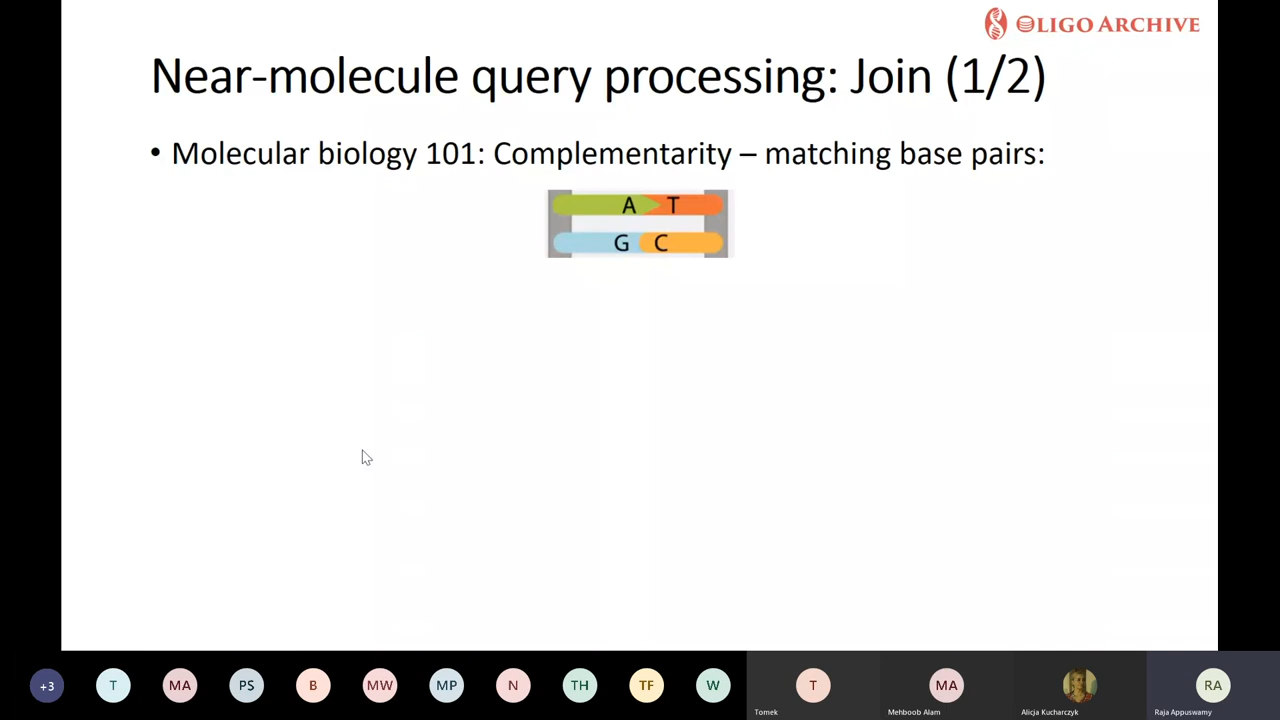 OLIGO ARCHIVE
Near-molecule query processing: Join (1/2)
• Molecular biology 101: Complementarity – matching base pairs:
A T
G C
+3 T MA PS B MW MP N TH TF W T MA RA
Tomek Mehboob Alam Alicja Kucharczyk Raja Appuswamy